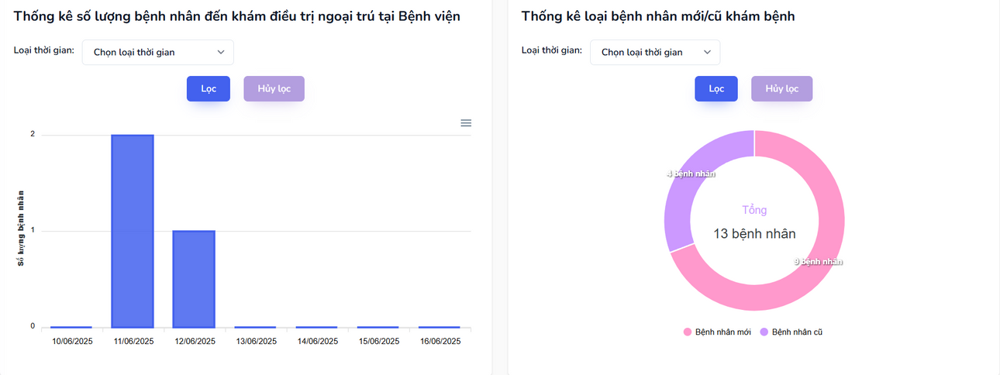 Thống kê số lượng bệnh nhân đến khám điều trị ngoại trú tại Bệnh viện
Loại thời gian:
Chọn loại thời gian
Lọc
Hủy lọc
Số lượng bệnh nhân
2
1
0
10/06/2025
11/06/2025
12/06/2025
13/06/2025
14/06/2025
15/06/2025
16/06/2025
Thống kê loại bệnh nhân mới/cũ khám bệnh
Loại thời gian:
Chọn loại thời gian
Lọc
Hủy lọc
4 bệnh nhân
Tổng
13 bệnh nhân
9 bệnh nhân
Bệnh nhân mới
Bệnh nhân cũ